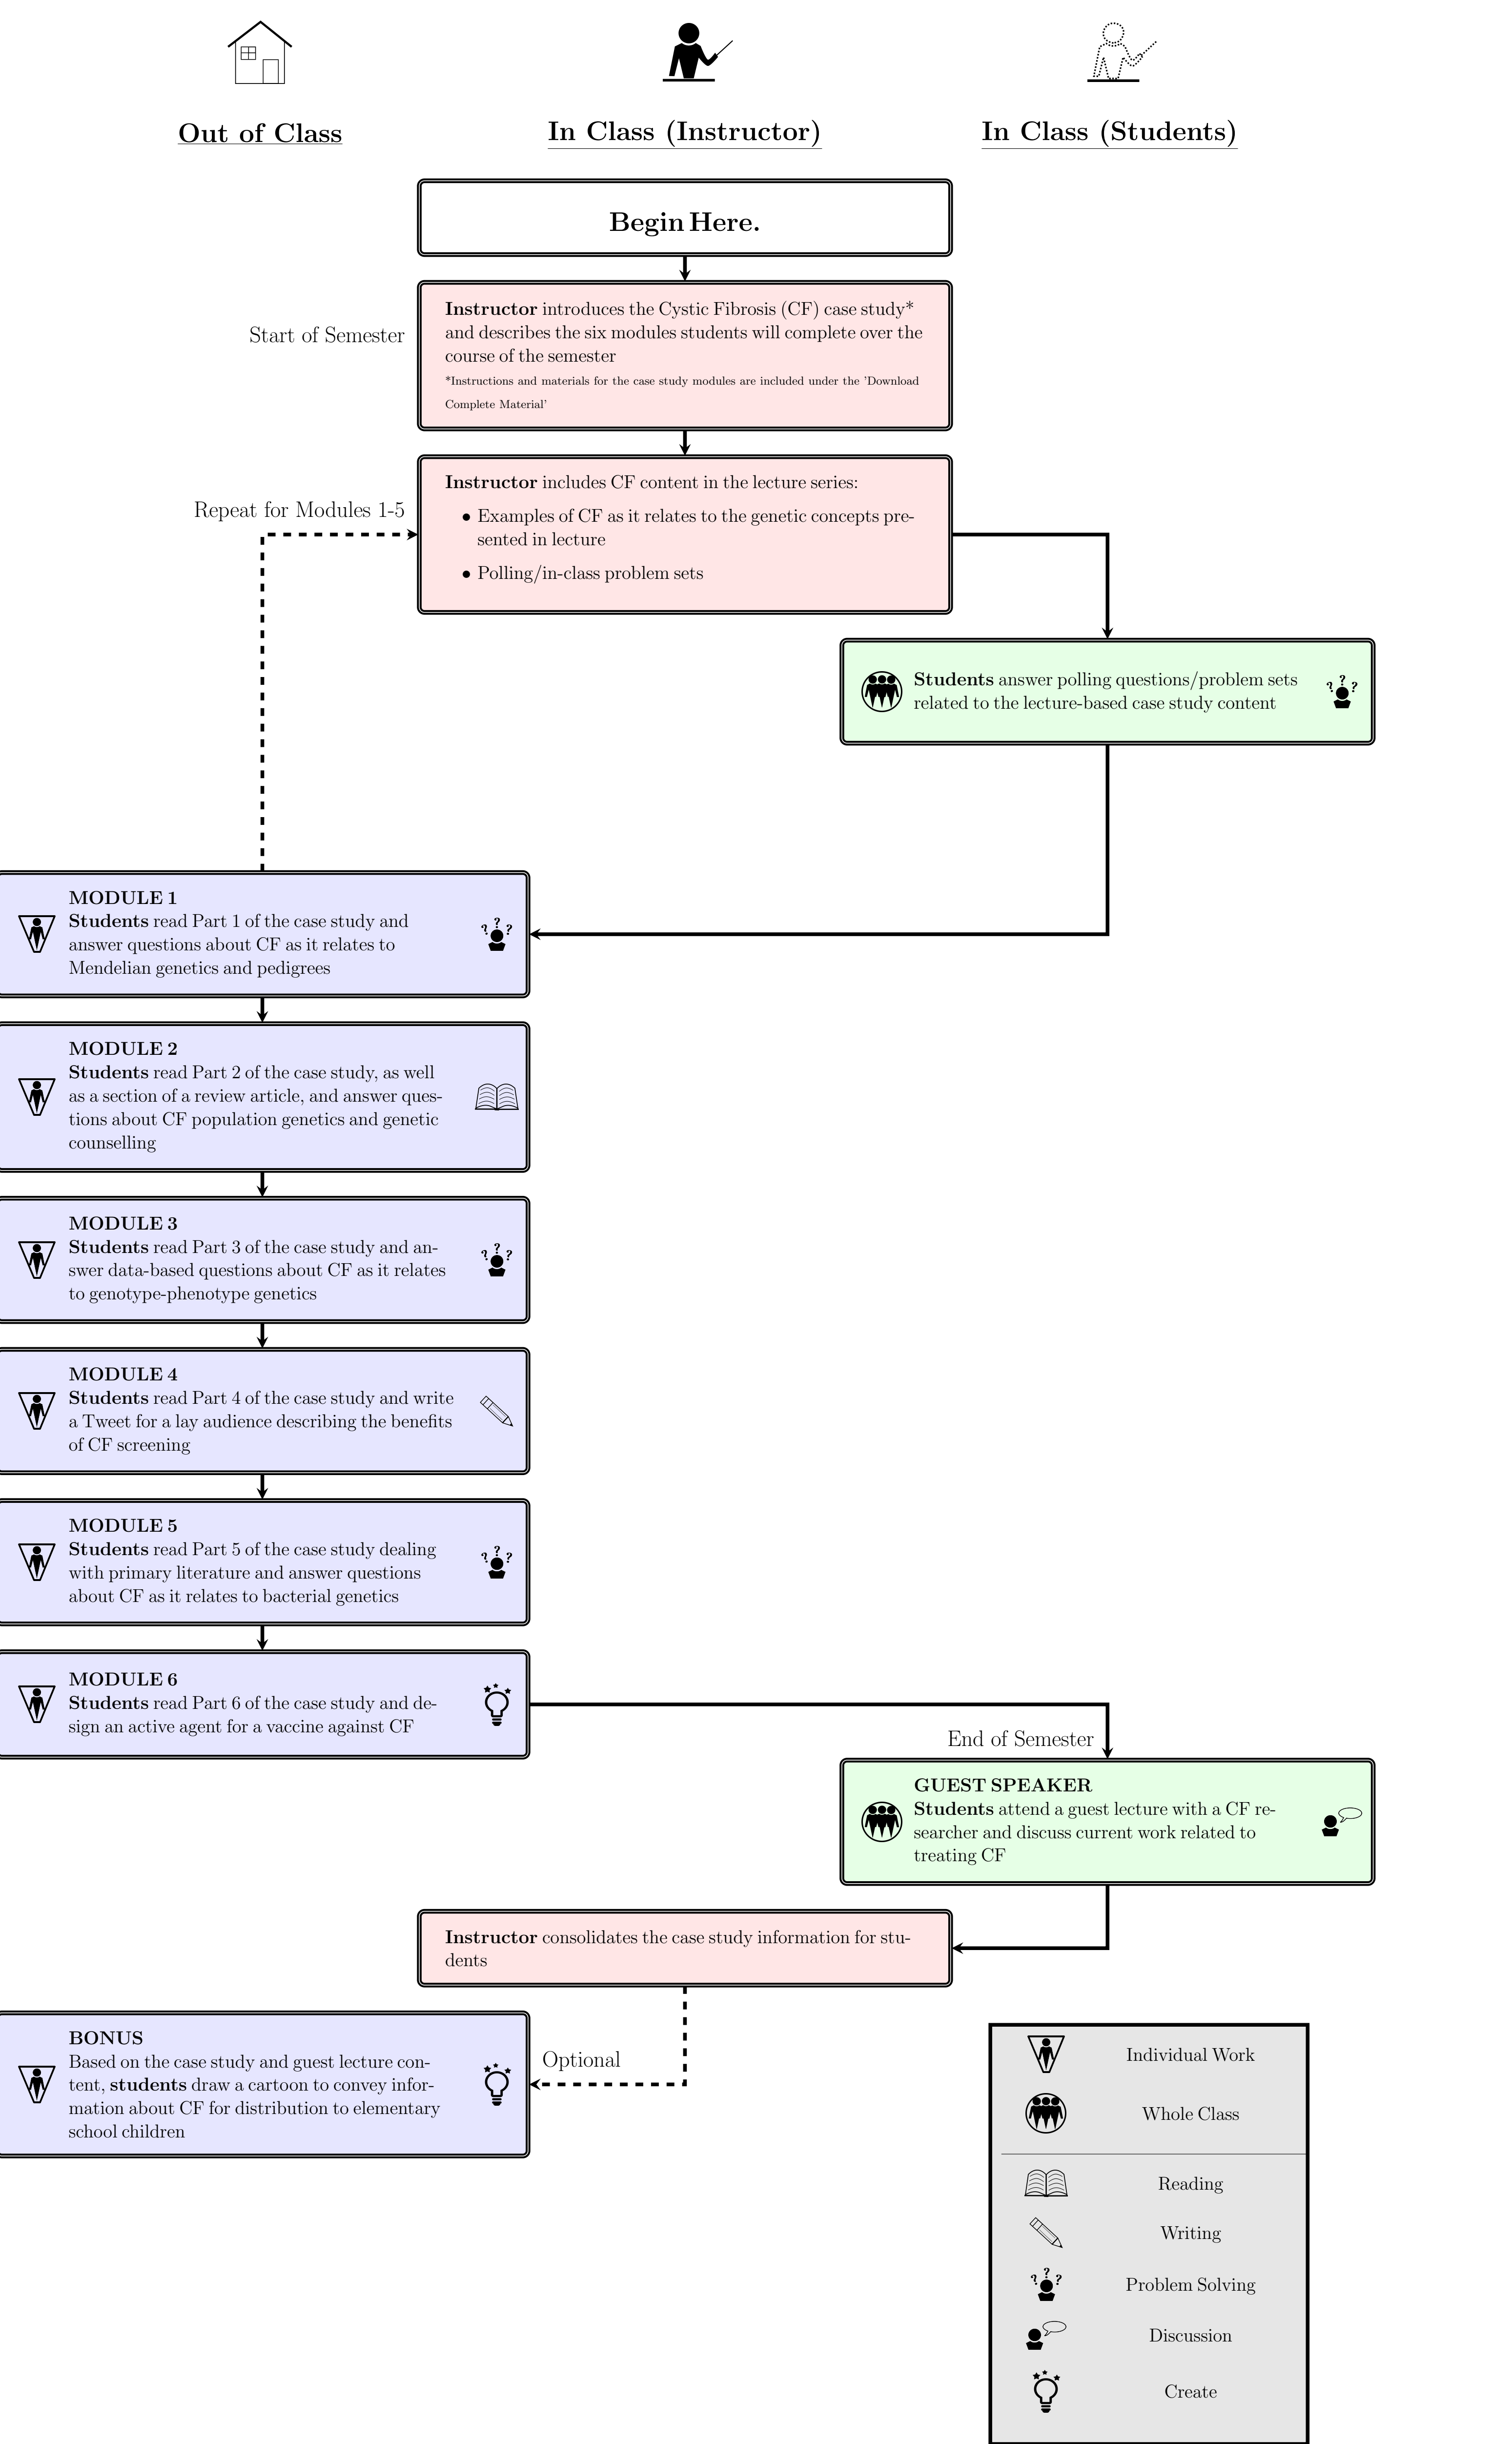 Out of Class
In Class (Instructor)
In Class (Students)
Begin Here.
Start of Semester
Instructor introduces the Cystic Fibrosis (CF) case study*
and describes the six modules students will complete over the
course of the semester
*Instructions and materials for the case study modules are included under the 'Download
Complete Material'
Repeat for Modules 1-5
Instructor includes CF content in the lecture series:
• Examples of CF as it relates to the genetic concepts pre-
sented in lecture
• Polling/in-class problem sets
Students answer polling questions/problem sets
related to the lecture-based case study content
MODULE 1
Students read Part 1 of the case study and
answer questions about CF as it relates to
Mendelian genetics and pedigrees
MODULE 2
Students read Part 2 of the case study, as well
as a section of a review article, and answer ques-
tions about CF population genetics and genetic
counselling
MODULE 3
Students read Part 3 of the case study and an-
swer data-based questions about CF as it relates
to genotype-phenotype genetics
MODULE 4
Students read Part 4 of the case study and write
a Tweet for a lay audience describing the benefits
of CF screening
MODULE 5
Students read Part 5 of the case study dealing
with primary literature and answer questions
about CF as it relates to bacterial genetics
MODULE 6
Students read Part 6 of the case study and de-
sign an active agent for a vaccine against CF
End of Semester
GUEST SPEAKER
Students attend a guest lecture with a CF re-
searcher and discuss current work related to
treating CF
Instructor consolidates the case study information for stu-
dents
Optional
BONUS
Based on the case study and guest lecture con-
tent, students draw a cartoon to convey infor-
mation about CF for distribution to elementary
school children
Individual Work
Whole Class
Reading
Writing
Problem Solving
Discussion
Create